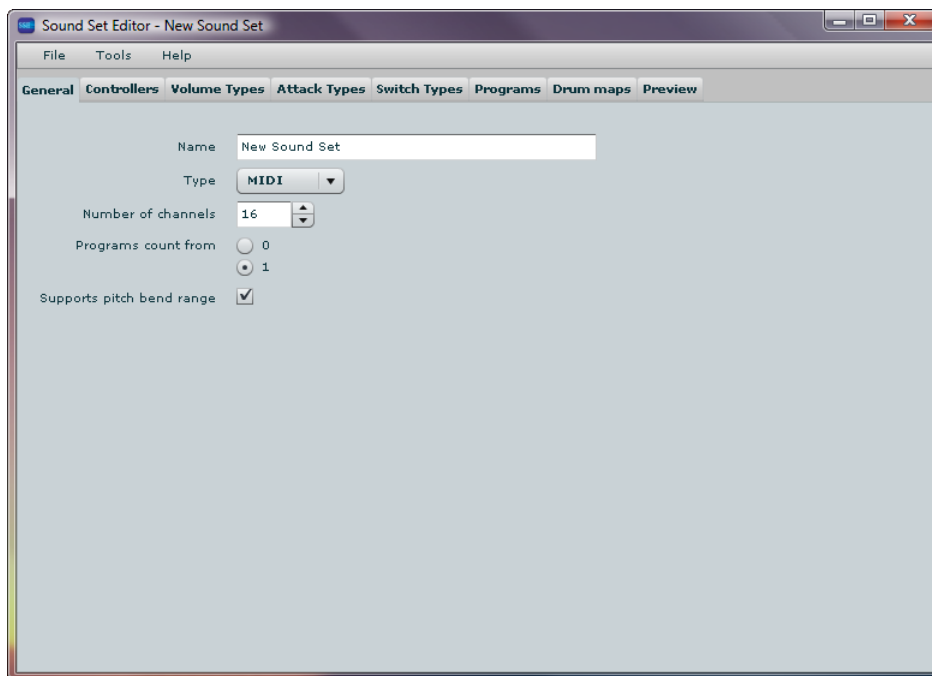 Sound Set Editor - New Sound Set
File Tools Help
General Controllers Volume Types Attack Types Switch Types Programs Drum maps Preview
Name New Sound Set
Type MIDI
Number of channels 16
Programs count from 0
1
Supports pitch bend range